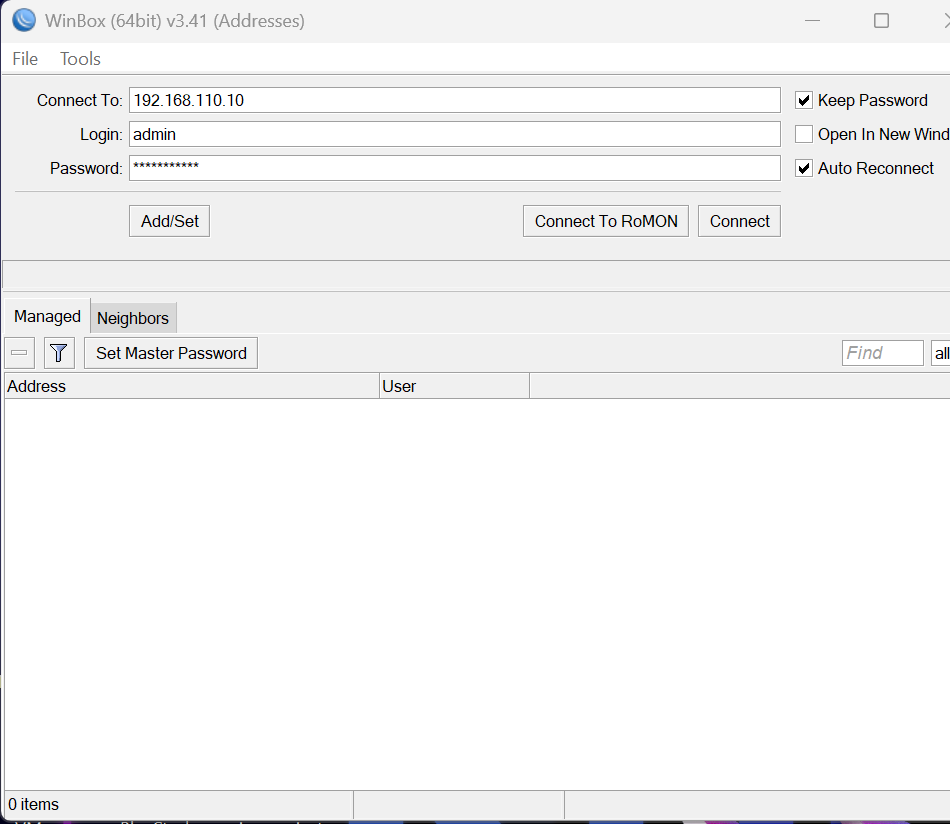 WinBox (64bit) v3.41 (Addresses)
File Tools
Connect To: 192.168.110.10 Keep Password
Login: admin Open In New Wind
Password: *********** Auto Reconnect
Add/Set Connect To RoMON Connect
Managed Neighbors
Set Master Password Find all
Address User
0 items